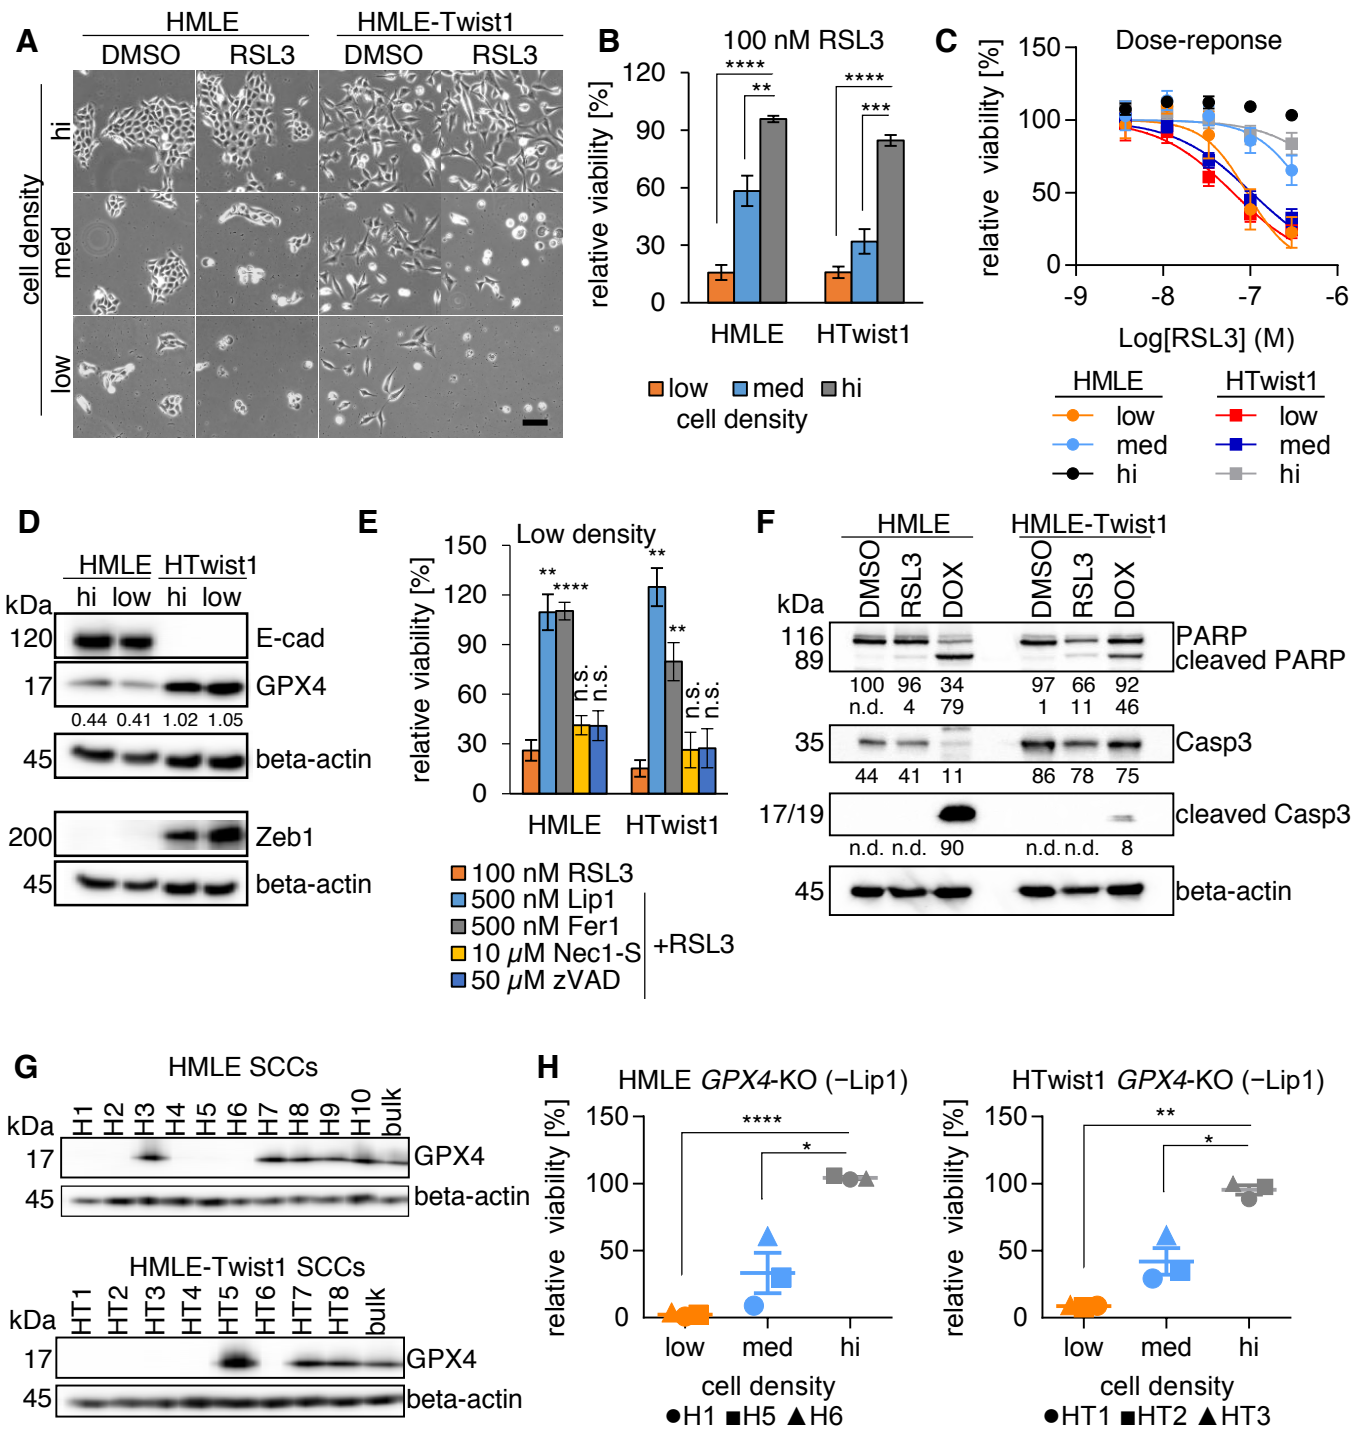 A
HMLE HMLE-Twist1
DMSO RSL3 DMSO RSL3
cell density
hi
med
low
B
100 nM RSL3
relative viability [%]
120
90
60
30
0
**** **
**** ***
HMLE HTwist1
low med hi
cell density
C
Dose-reponse
relative viability [%]
150
100
50
0
-9 -8 -7 -6
Log[RSL3] (M)
HMLE HTwist1
low low
med med
hi hi
D
HMLE HTwist1
kDa hi low hi low
120 E-cad
17 GPX4
0.44 0.41 1.02 1.05
45 beta-actin
200 Zeb1
45 beta-actin
E
Low density
relative viability [%]
150
120
90
60
30
0
** **** n.s. n.s.
** ** n.s. n.s.
HMLE HTwist1
100 nM RSL3
500 nM Lip1
500 nM Fer1
10 µM Nec1-S
50 µM zVAD
+RSL3
F
HMLE HMLE-Twist1
kDa DMSO RSL3 DOX DMSO RSL3 DOX
116 PARP
89 cleaved PARP
100 96 34 97 66 92
n.d. 4 79 1 11 46
35 Casp3
44 41 11 86 78 75
17/19 cleaved Casp3
n.d. n.d. 90 n.d. n.d. 8
45 beta-actin
G
HMLE SCCs
kDa H1 H2 H3 H4 H5 H6 H7 H8 H9 H10 bulk
17 GPX4
45 beta-actin
HMLE-Twist1 SCCs
kDa HT1 HT2 HT3 HT4 HT5 HT6 HT7 HT8 bulk
17 GPX4
45 beta-actin
H
HMLE GPX4-KO (−Lip1)
relative viability [%]
150
100
50
0
****
*
low med hi
cell density
H1 H5 H6
HTwist1 GPX4-KO (−Lip1)
relative viability [%]
150
100
50
0
**
*
low med hi
cell density
HT1 HT2 HT3